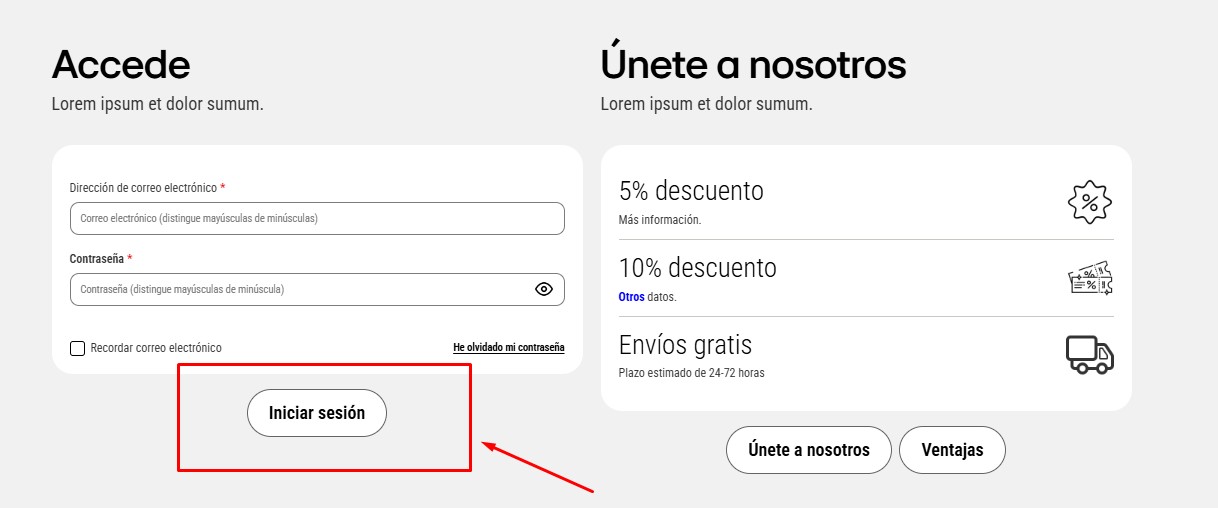 Accede
Lorem ipsum et dolor sumum.
Dirección de correo electrónico *
Correo electrónico (distingue mayúsculas de minúsculas)
Contraseña *
Contraseña (distingue mayúsculas de minúscula)
Recordar correo electrónico
He olvidado mi contraseña
Iniciar sesión
Únete a nosotros
Lorem ipsum et dolor sumum.
5% descuento
Más información.
10% descuento
Otros datos.
Envíos gratis
Plazo estimado de 24-72 horas
Únete a nosotros
Ventajas